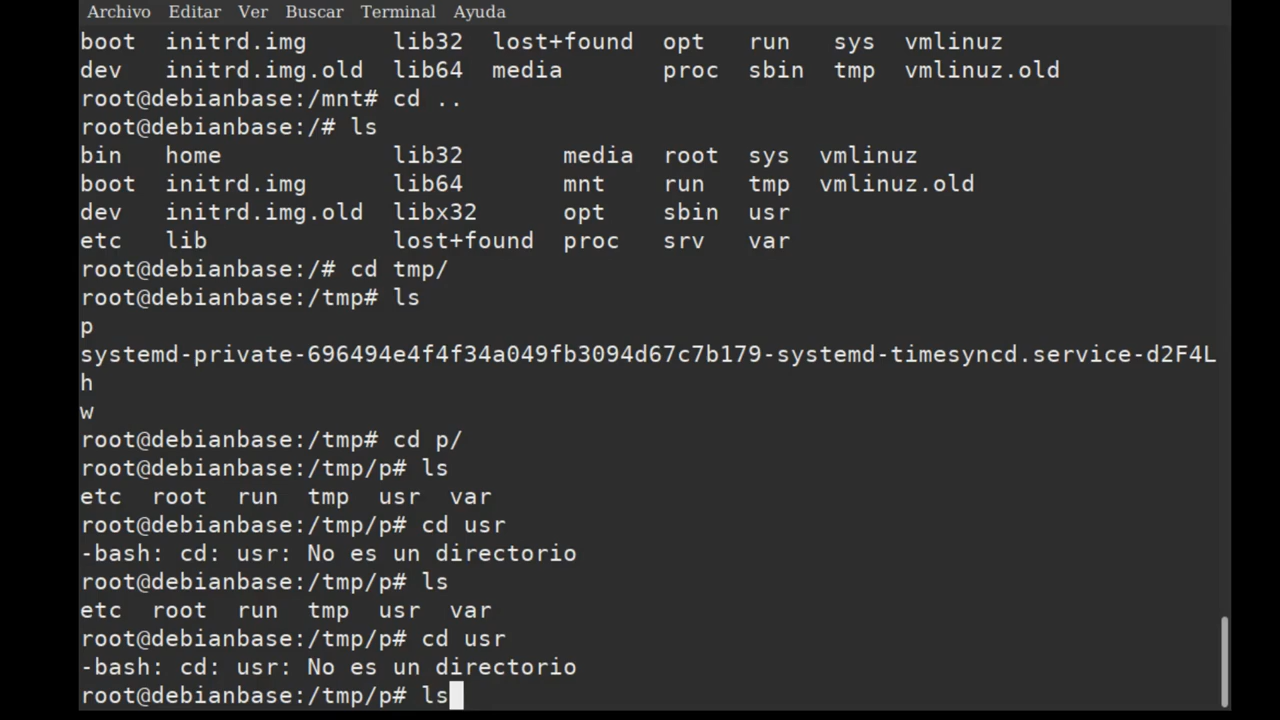 Archivo Editar Ver Buscar Terminal Ayuda
boot initrd.img lib32 lost+found opt run sys vmlinuz
dev initrd.img.old lib64 media proc sbin tmp vmlinuz.old
root@debianbase:/mnt# cd ..
root@debianbase:/# ls
bin home lib32 media root sys vmlinuz
boot initrd.img lib64 mnt run tmp vmlinuz.old
dev initrd.img.old libx32 opt sbin usr
etc lib lost+found proc srv var
root@debianbase:/# cd tmp/
root@debianbase:/tmp# ls
p
systemd-private-696494e4f4f34a049fb3094d67c7b179-systemd-timesyncd.service-d2F4L
h
w
root@debianbase:/tmp# cd p/
root@debianbase:/tmp/p# ls
etc root run tmp usr var
root@debianbase:/tmp/p# cd usr
-bash: cd: usr: No es un directorio
root@debianbase:/tmp/p# ls
etc root run tmp usr var
root@debianbase:/tmp/p# cd usr
-bash: cd: usr: No es un directorio
root@debianbase:/tmp/p# ls